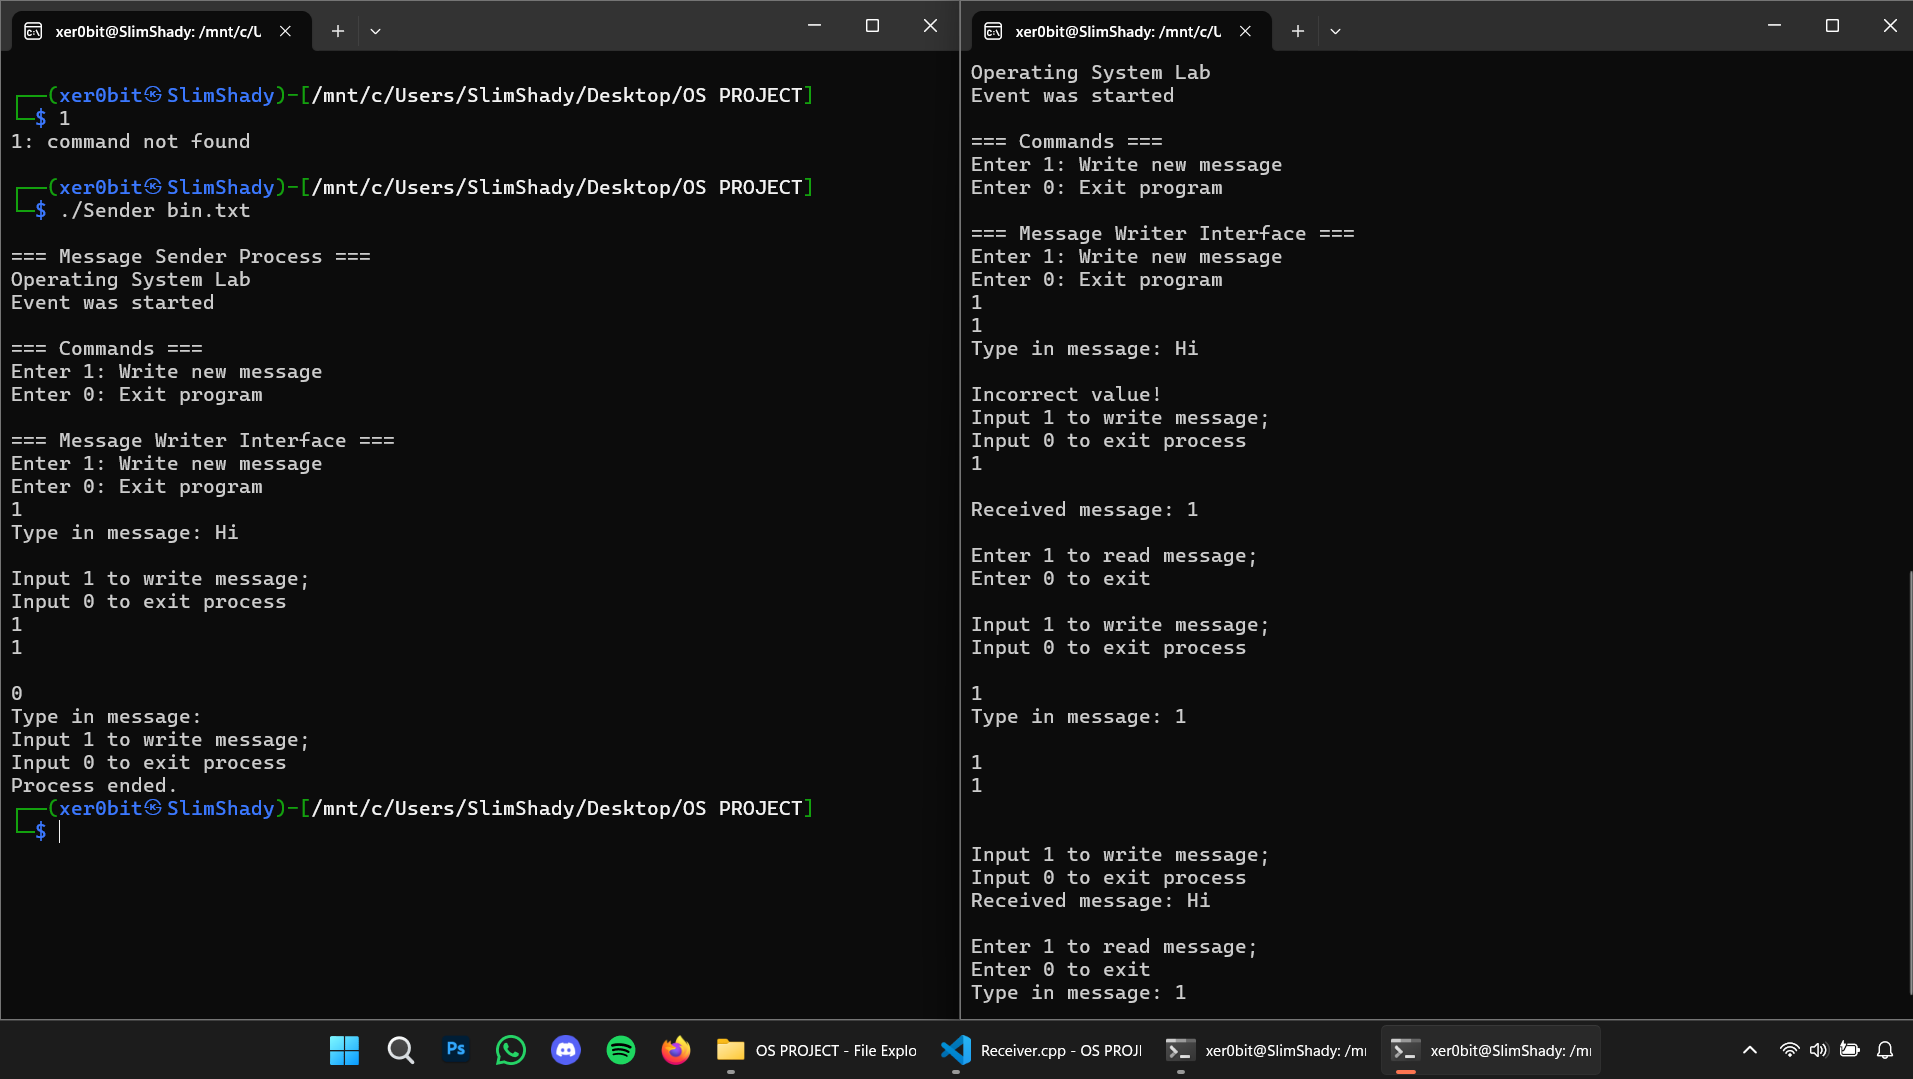 xer0bit@SlimShady: /mnt/c/U
┌──(xer0bit㉿SlimShady)-[/mnt/c/Users/SlimShady/Desktop/OS PROJECT]
└─$ 1
1: command not found
┌──(xer0bit㉿SlimShady)-[/mnt/c/Users/SlimShady/Desktop/OS PROJECT]
└─$ ./Sender bin.txt
=== Message Sender Process ===
Operating System Lab
Event was started
=== Commands ===
Enter 1: Write new message
Enter 0: Exit program
=== Message Writer Interface ===
Enter 1: Write new message
Enter 0: Exit program
1
Type in message: Hi
Input 1 to write message;
Input 0 to exit process
1
1
0
Type in message:
Input 1 to write message;
Input 0 to exit process
Process ended.
┌──(xer0bit㉿SlimShady)-[/mnt/c/Users/SlimShady/Desktop/OS PROJECT]
└─$
xer0bit@SlimShady: /mnt/c/U
Operating System Lab
Event was started
=== Commands ===
Enter 1: Write new message
Enter 0: Exit program
=== Message Writer Interface ===
Enter 1: Write new message
Enter 0: Exit program
1
1
Type in message: Hi
Incorrect value!
Input 1 to write message;
Input 0 to exit process
1
Received message: 1
Enter 1 to read message;
Enter 0 to exit
Input 1 to write message;
Input 0 to exit process
1
Type in message: 1
1
1
Input 1 to write message;
Input 0 to exit process
Received message: Hi
Enter 1 to read message;
Enter 0 to exit
Type in message: 1
Ps
OS PROJECT - File Explo
Receiver.cpp - OS PROJ
xer0bit@SlimShady: /mn
xer0bit@SlimShady: /mn